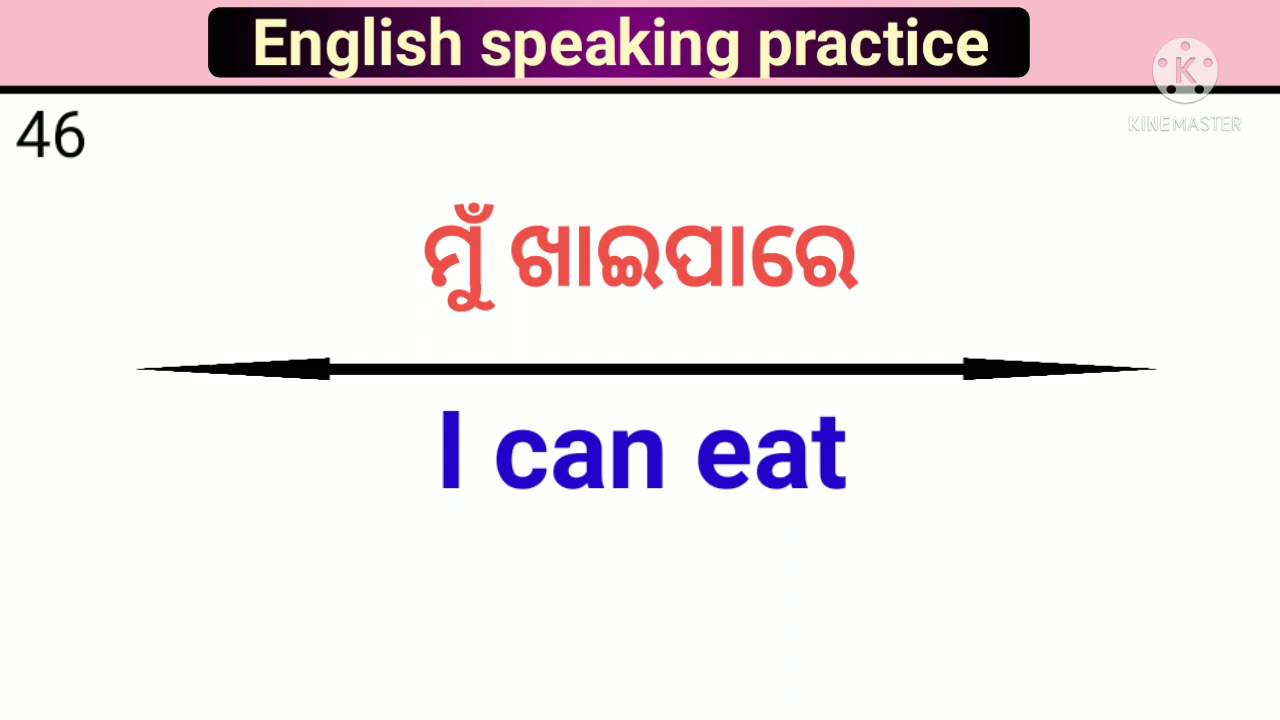 English speaking practice
K
KINEMASTER
46
ମୁଁ ଖାଇପାରେ
I can eat